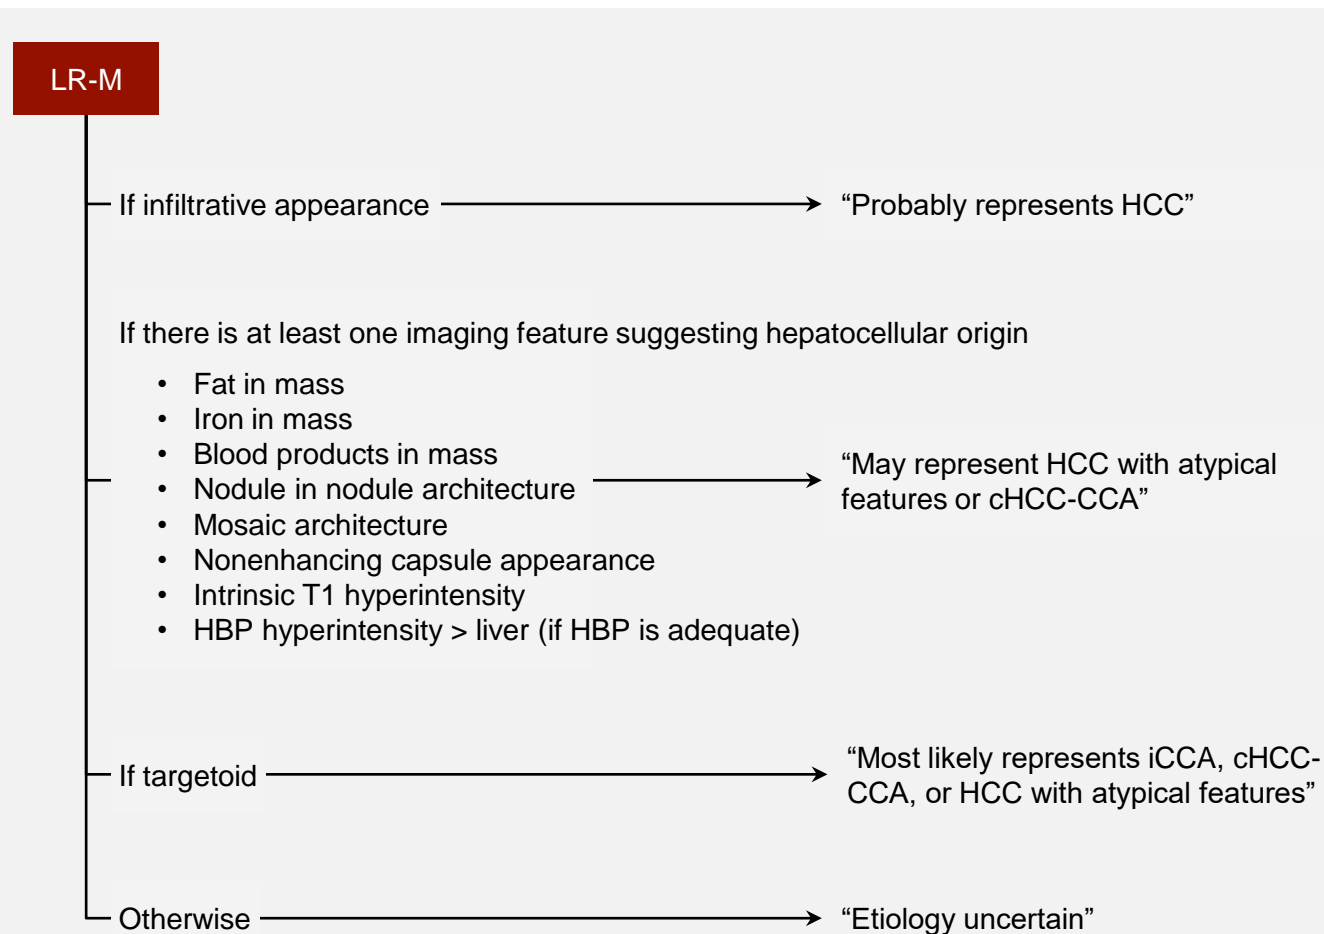 LR-M
If infiltrative appearance
“Probably represents HCC”
If there is at least one imaging feature suggesting hepatocellular origin
• Fat in mass
• Iron in mass
• Blood products in mass
• Nodule in nodule architecture
• Mosaic architecture
• Nonenhancing capsule appearance
• Intrinsic T1 hyperintensity
• HBP hyperintensity > liver (if HBP is adequate)
“May represent HCC with atypical
features or cHCC-CCA”
If targetoid
“Most likely represents iCCA, cHCC-
CCA, or HCC with atypical features”
Otherwise
“Etiology uncertain”